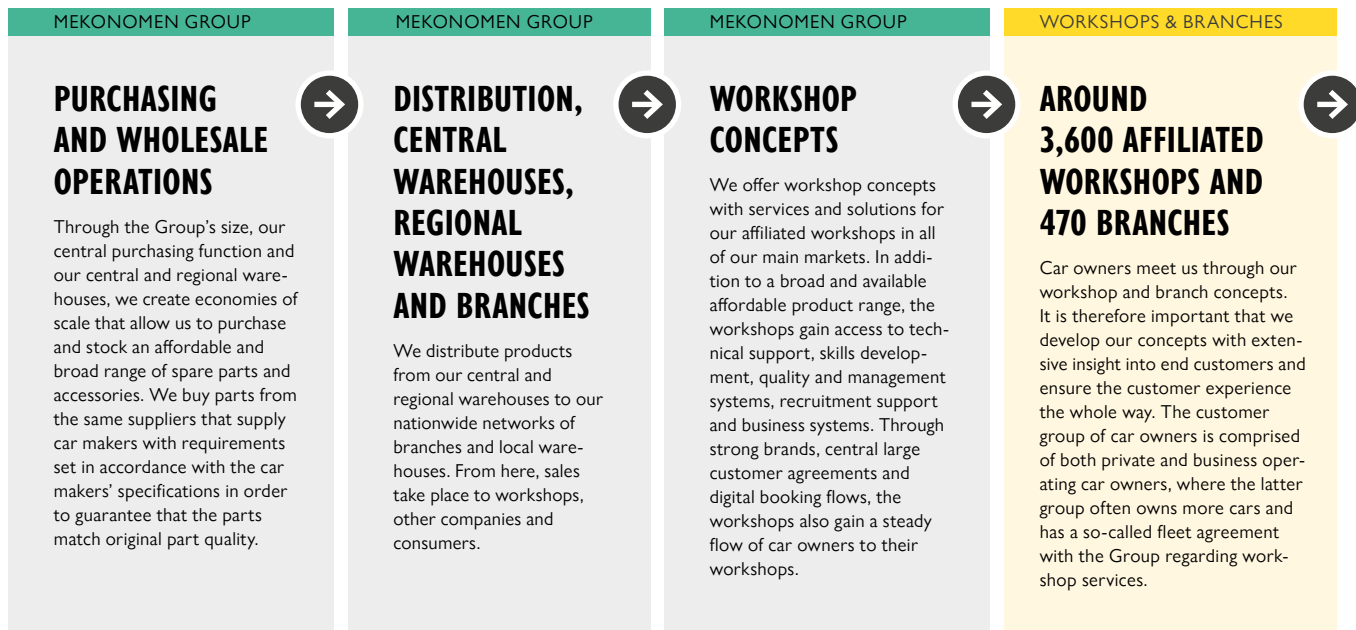 MEKONOMEN GROUP
PURCHASING
AND WHOLESALE
OPERATIONS
Through the Group's size, our
central purchasing function and
our central and regional ware-
houses, we create economies of
scale that allow us to purchase
and stock an affordable and
broad range of spare parts and
accessories. We buy parts from
the same suppliers that supply
car makers with requirements
set in accordance with the car
makers' specifications in order
to guarantee that the parts
match original part quality.
MEKONOMEN GROUP
DISTRIBUTION,
CENTRAL
WAREHOUSES,
REGIONAL
WAREHOUSES
AND BRANCHES
We distribute products
from our central and
regional warehouses to our
nationwide networks of
branches and local ware-
houses. From here, sales
take place to workshops,
other companies and
consumers.
MEKONOMEN GROUP
WORKSHOP
CONCEPTS
We offer workshop concepts
with services and solutions for
our affiliated workshops in all
of our main markets. In addi-
tion to a broad and available
affordable product range, the
workshops gain access to tech-
nical support, skills develop-
ment, quality and management
systems, recruitment support
and business systems. Through
strong brands, central large
customer agreements and
digital booking flows, the
workshops also gain a steady
flow of car owners to their
workshops.
WORKSHOPS & BRANCHES
AROUND
3,600 AFFILIATED
WORKSHOPS AND
470 BRANCHES
Car owners meet us through our
workshop and branch concepts.
It is therefore important that we
develop our concepts with exten-
sive insight into end customers and
ensure the customer experience
the whole way. The customer
group of car owners is comprised
of both private and business oper-
ating car owners, where the latter
group often owns more cars and
has a so-called fleet agreement
with the Group regarding work-
shop services.